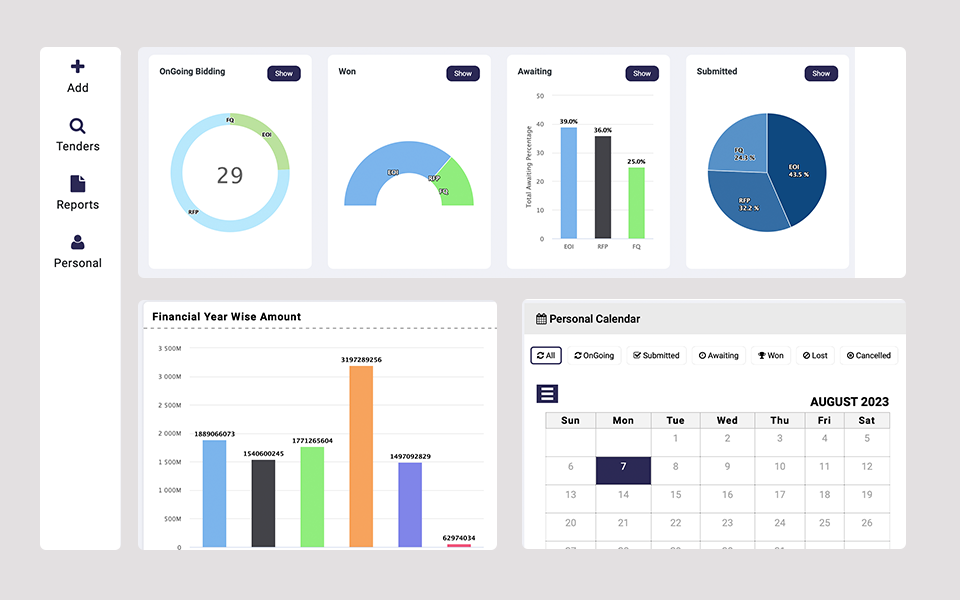 Add
Tenders
Reports
Personal
OnGoing Bidding
Show
29
FQ
EOI
RFP
Won
Show
EOI
RFP
FQ
Awaiting
Show
Total Awaiting Percentage
50
40
30
20
10
0
39.0%
36.0%
25.0%
EOI
RFP
FQ
Submitted
Show
FQ
24.3 %
EOI
43.5 %
RFP
32.2 %
Financial Year Wise Amount
3 500M
3 000M
2 500M
2 000M
1 500M
1 000M
500M
0
1889066073
1540600245
1771265604
3197289256
1497092829
62974034
Personal Calendar
All OnGoing Submitted Awaiting Won Lost Cancelled
AUGUST 2023
Sun Mon Tue Wed Thu Fri Sat
1 2 3 4 5
6 7 8 9 10 11 12
13 14 15 16 17 18 19
20 21 22 23 24 25 26